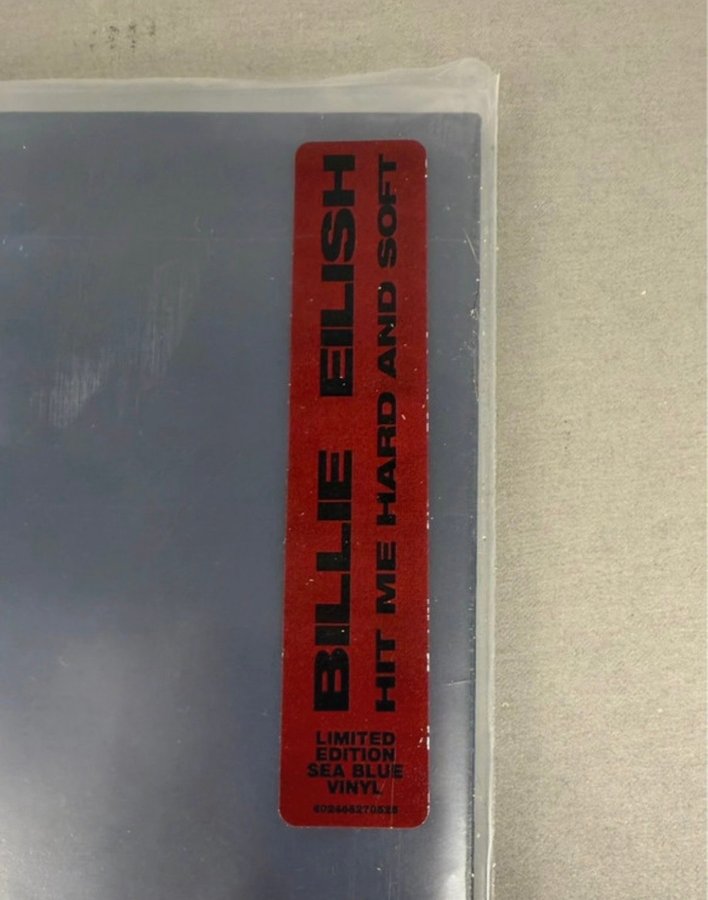 BILLIE EILISH
HIT ME HARD AND SOFT
LIMITED
EDITION
SEA BLUE
VINYL